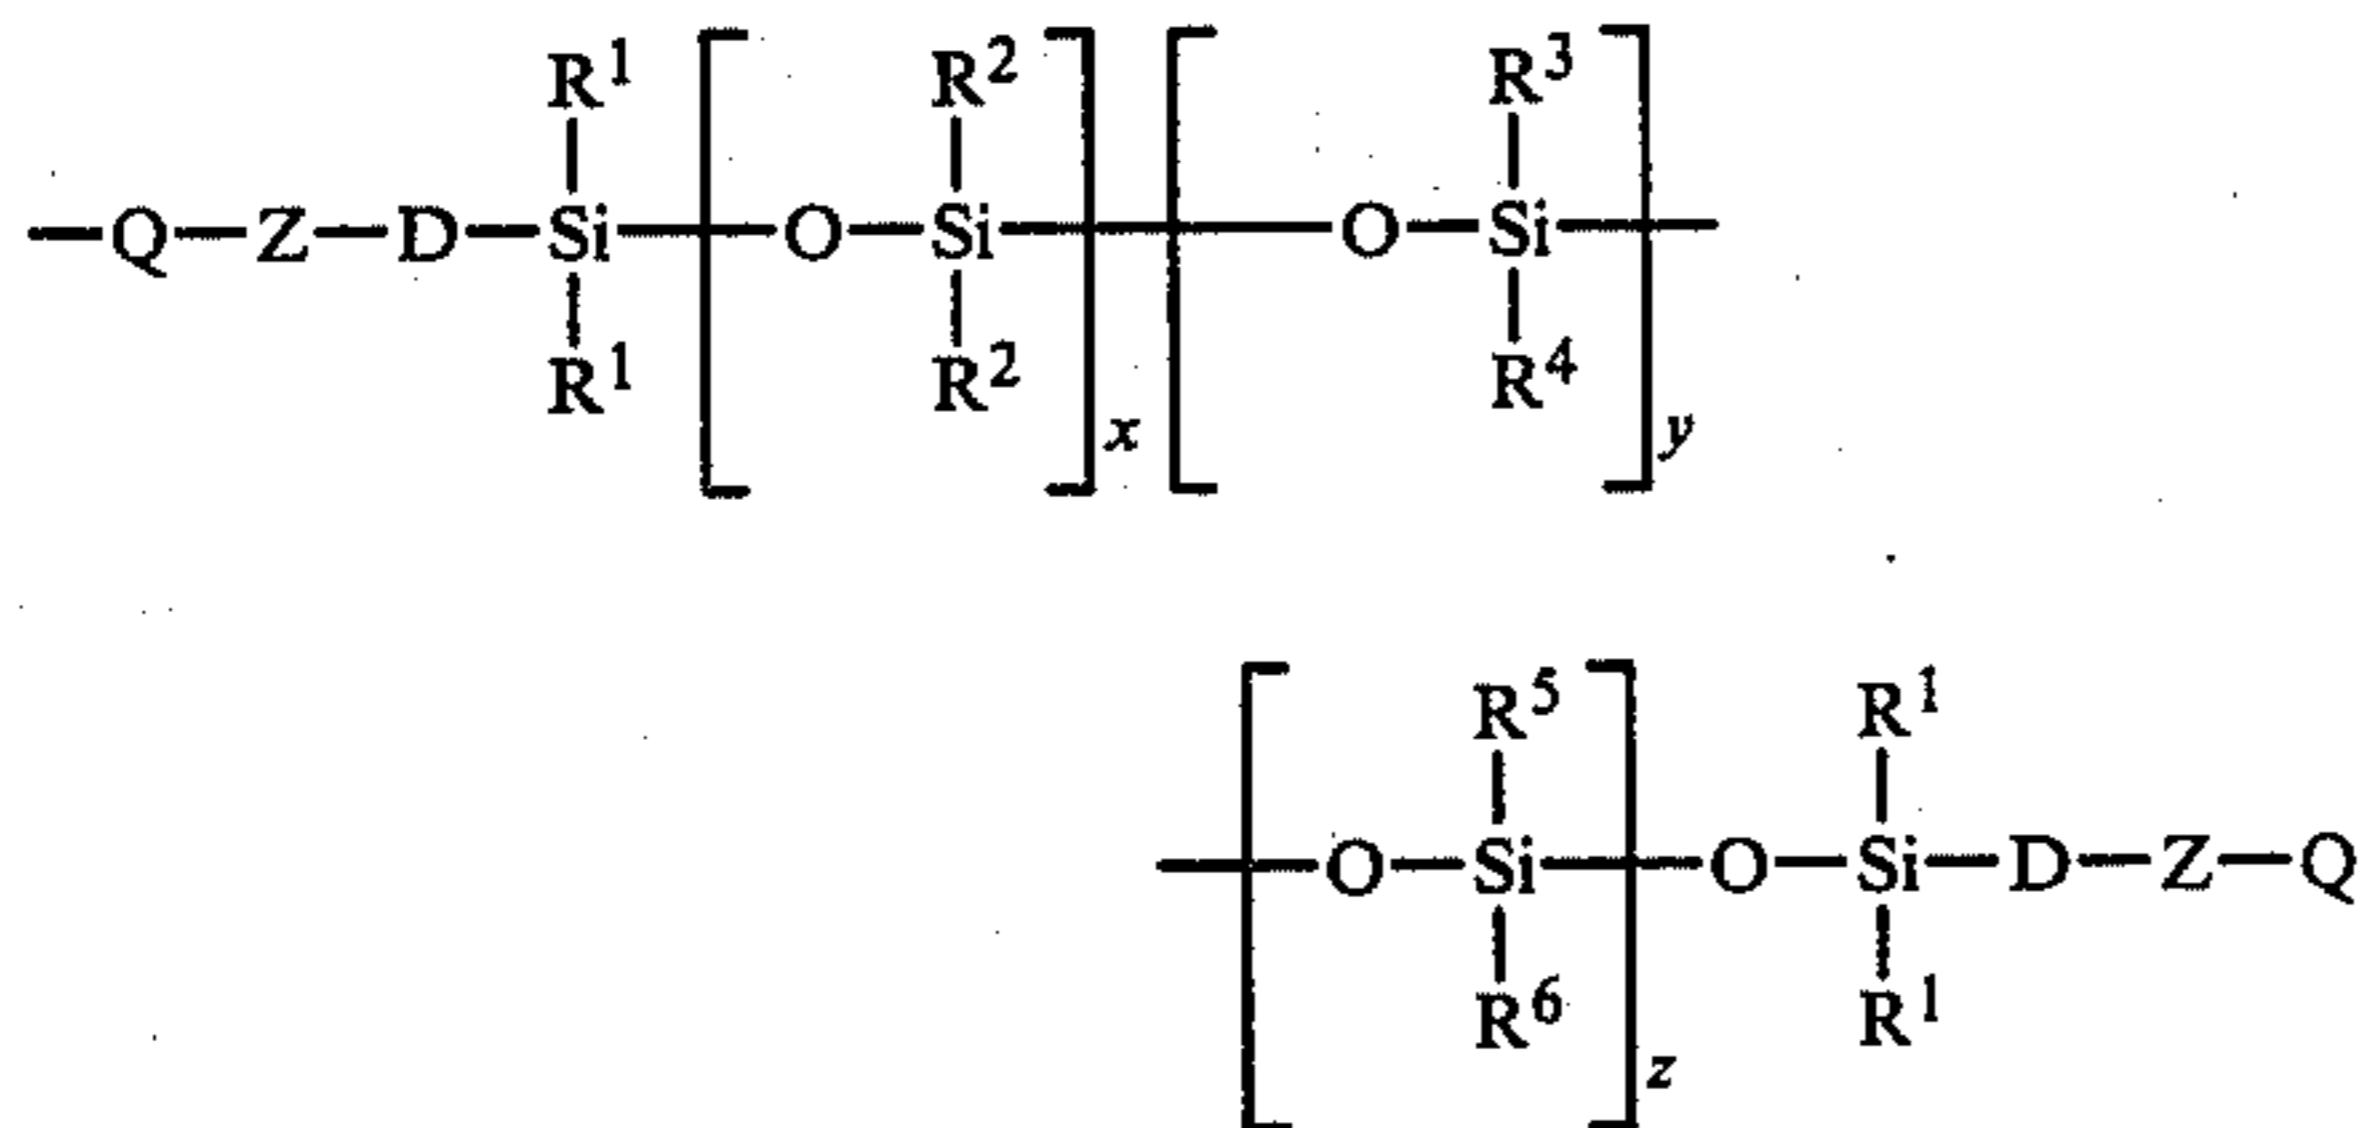 R¹ R² R³
—Q—Z—D—Si—[O—Si—]x[—O—Si—]y—
R¹ R² R⁴
R⁵ R¹
—[O—Si—]z O—Si—D—Z—Q
R⁶ R¹